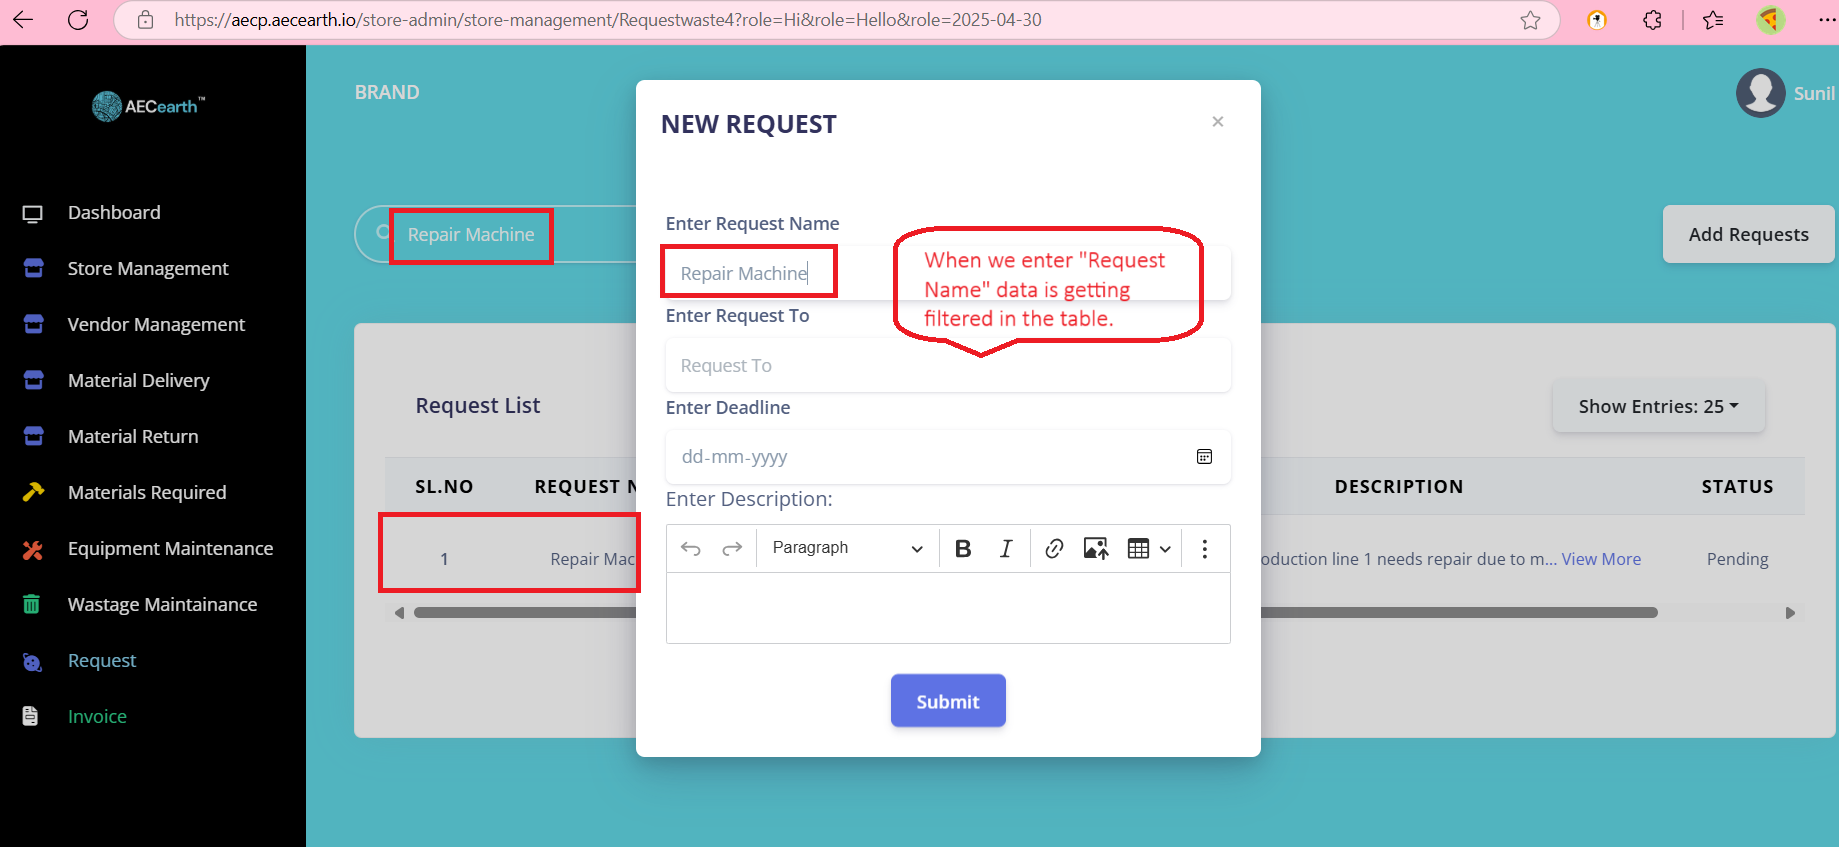 https://aecp.aecearth.io/store-admin/store-management/Requestwaste4?role=Hi&role=Hello&role=2025-04-30
AECearth™
BRAND
Sunil
NEW REQUEST
×
Dashboard
Store Management
Vendor Management
Material Delivery
Material Return
Materials Required
Equipment Maintenance
Wastage Maintainance
Request
Invoice
Repair Machine
Add Requests
Enter Request Name
Repair Machine
When we enter "Request
Name" data is getting
filtered in the table.
Enter Request To
Request To
Enter Deadline
dd-mm-yyyy
Enter Description:
Paragraph
B I
Submit
Request List
Show Entries: 25
SL.NO REQUEST N DESCRIPTION STATUS
1 Repair Mac oduction line 1 needs repair due to m... View More Pending